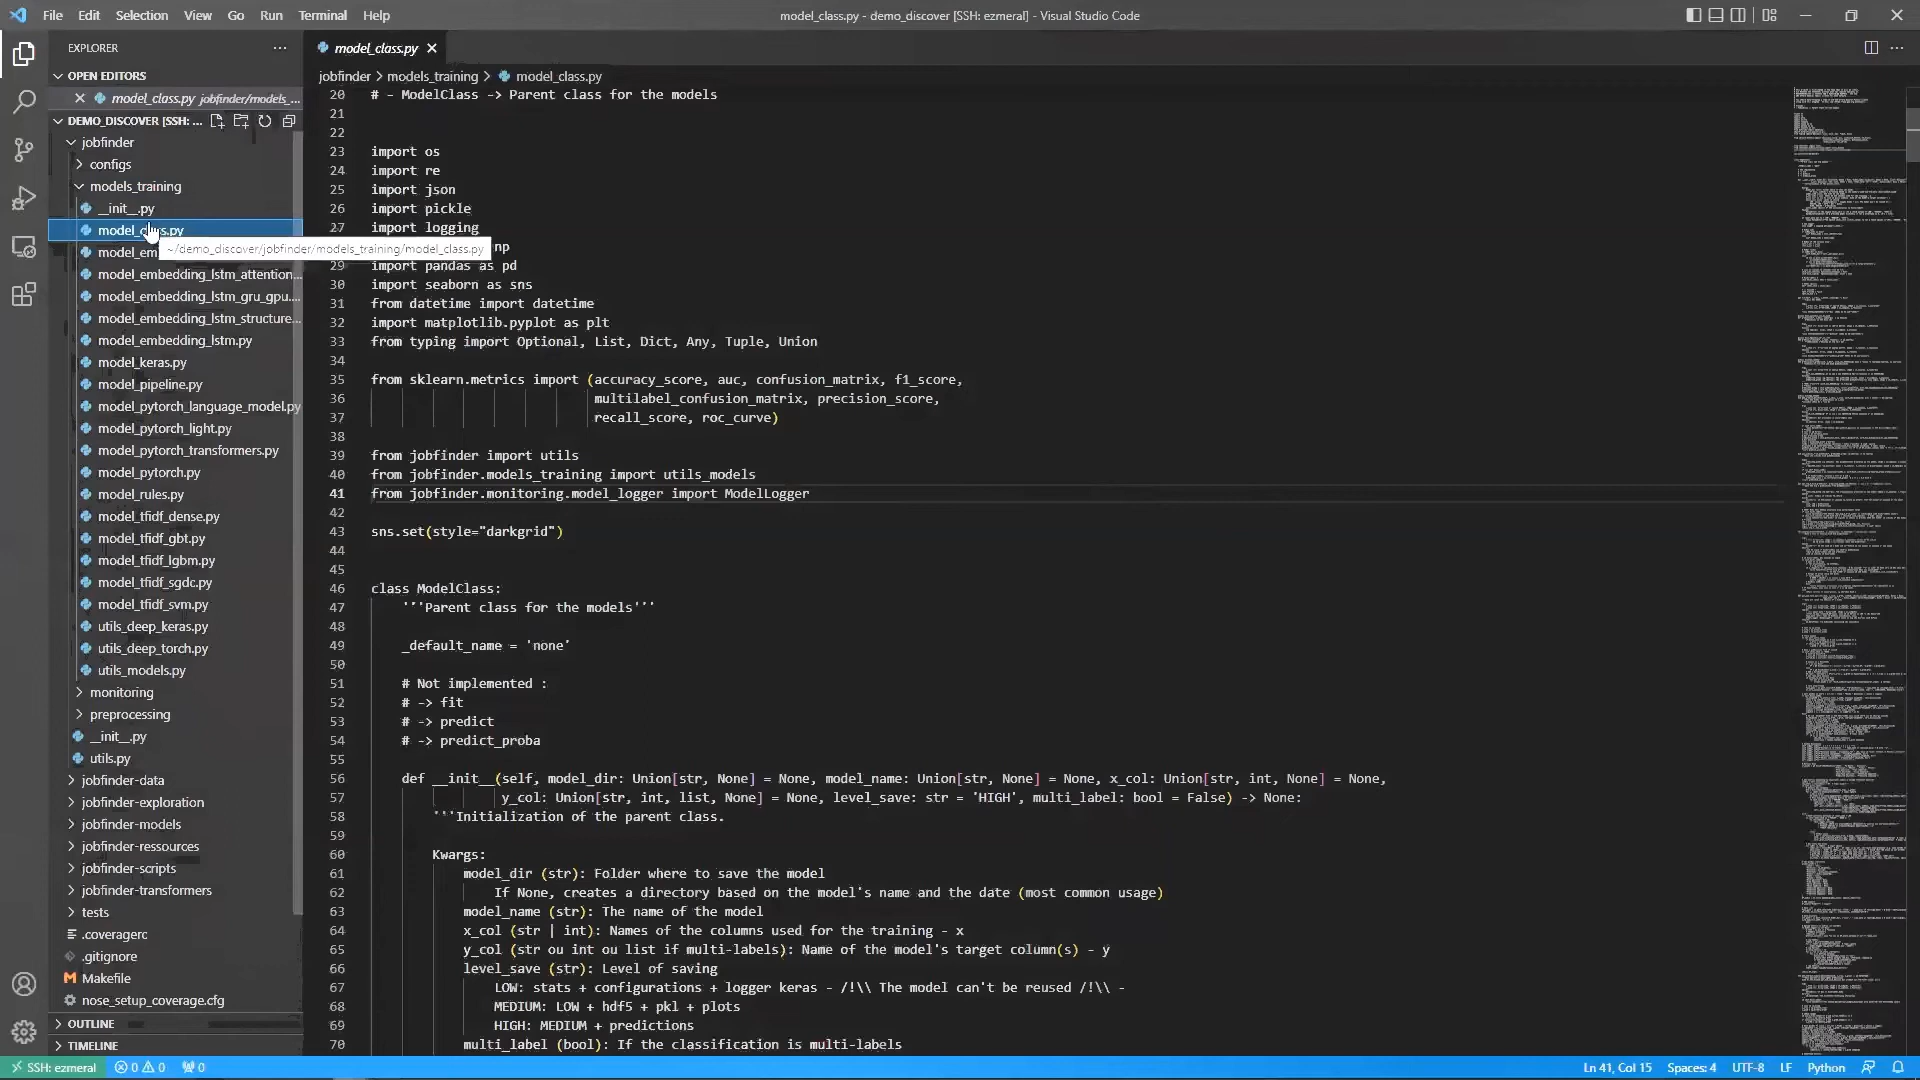 File Edit Selection View Go Run Terminal Help
model_class.py - demo_discover [SSH: ezmeral] - Visual Studio Code
EXPLORER
OPEN EDITORS
model_class.py jobfinder/models_...
DEMO_DISCOVER [SSH: ...
jobfinder
configs
models_training
__init__.py
model_class.py
model_em
~/demo_discover/jobfinder/models_training/model_class.py
model_embedding_lstm_attention...
model_embedding_lstm_gru_gpu....
model_embedding_lstm_structure...
model_embedding_lstm.py
model_keras.py
model_pipeline.py
model_pytorch_language_model.py
model_pytorch_light.py
model_pytorch_transformers.py
model_pytorch.py
model_rules.py
model_tfidf_dense.py
model_tfidf_gbt.py
model_tfidf_lgbm.py
model_tfidf_sgdc.py
model_tfidf_svm.py
utils_deep_keras.py
utils_deep_torch.py
utils_models.py
monitoring
preprocessing
__init__.py
utils.py
jobfinder-data
jobfinder-exploration
jobfinder-models
jobfinder-ressources
jobfinder-scripts
jobfinder-transformers
tests
.coveragerc
.gitignore
Makefile
nose_setup_coverage.cfg
OUTLINE
TIMELINE
model_class.py
jobfinder > models_training > model_class.py
20 # - ModelClass -> Parent class for the models
21
22
23 import os
24 import re
25 import json
26 import pickle
27 import logging
np
29 import pandas as pd
30 import seaborn as sns
31 from datetime import datetime
32 import matplotlib.pyplot as plt
33 from typing import Optional, List, Dict, Any, Tuple, Union
34
35 from sklearn.metrics import (accuracy_score, auc, confusion_matrix, f1_score,
36 multilabel_confusion_matrix, precision_score,
37 recall_score, roc_curve)
38
39 from jobfinder import utils
40 from jobfinder.models_training import utils_models
41 from jobfinder.monitoring.model_logger import ModelLogger
42
43 sns.set(style="darkgrid")
44
45
46 class ModelClass:
47 '''Parent class for the models'''
48
49 _default_name = 'none'
50
51 # Not implemented :
52 # -> fit
53 # -> predict
54 # -> predict_proba
55
56 def __init__(self, model_dir: Union[str, None] = None, model_name: Union[str, None] = None, x_col: Union[str, int, None] = None,
57 y_col: Union[str, int, list, None] = None, level_save: str = 'HIGH', multi_label: bool = False) -> None:
58 '''Initialization of the parent class.
59
60 Kwargs:
61 model_dir (str): Folder where to save the model
62 If None, creates a directory based on the model's name and the date (most common usage)
63 model_name (str): The name of the model
64 x_col (str | int): Names of the columns used for the training - x
65 y_col (str ou int ou list if multi-labels): Name of the model's target column(s) - y
66 level_save (str): Level of saving
67 LOW: stats + configurations + logger keras - /!\\ The model can't be reused /!\\ -
68 MEDIUM: LOW + hdf5 + pkl + plots
69 HIGH: MEDIUM + predictions
70 multi_label (bool): If the classification is multi-labels
SSH: ezmeral 0 0 0 Ln 41, Col 15 Spaces: 4 UTF-8 LF Python